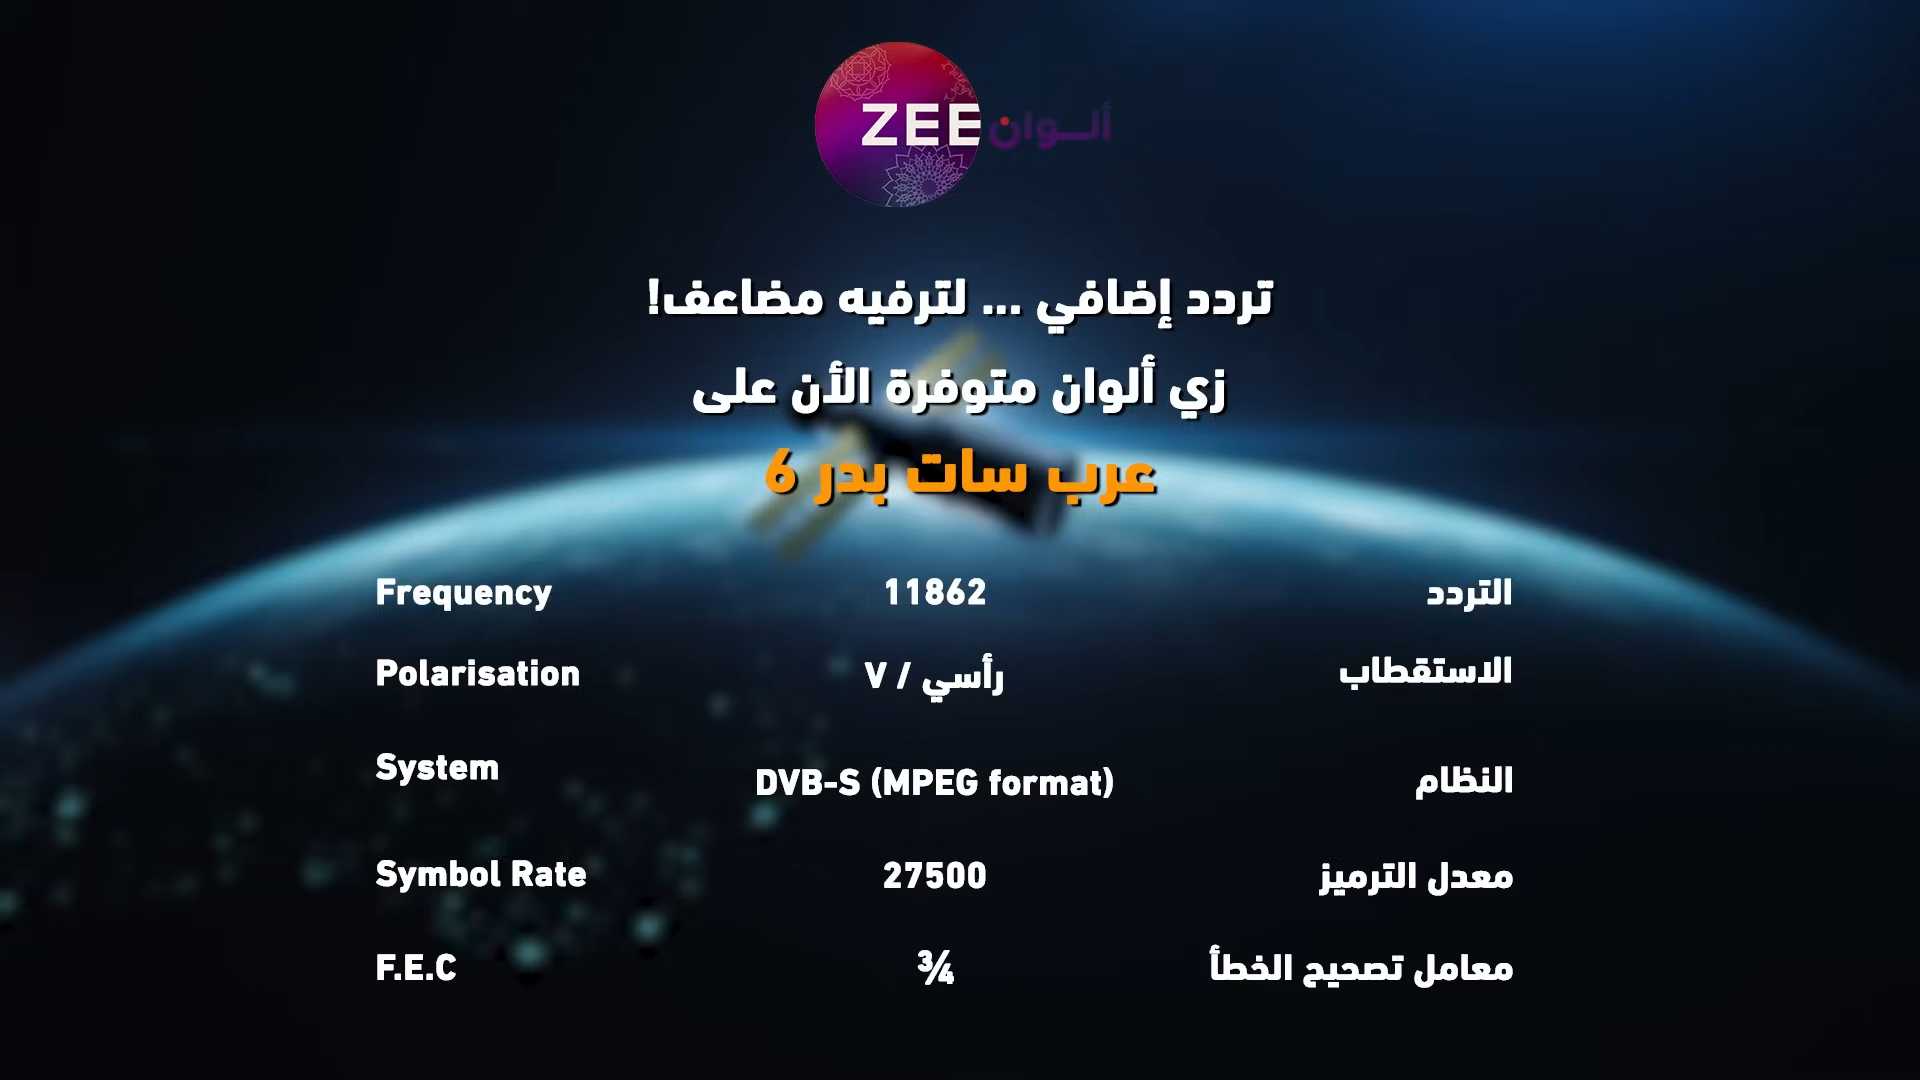 ZEE ألوان
تردد إضافي ... لترفيه مضاعف!
زي ألوان متوفرة الأن على
عرب سات بدر 6
Frequency 11862 التردد
Polarisation رأسي / V الاستقطاب
System DVB-S (MPEG format) النظام
Symbol Rate 27500 معدل الترميز
F.E.C ¾ معامل تصحيح الخطأ